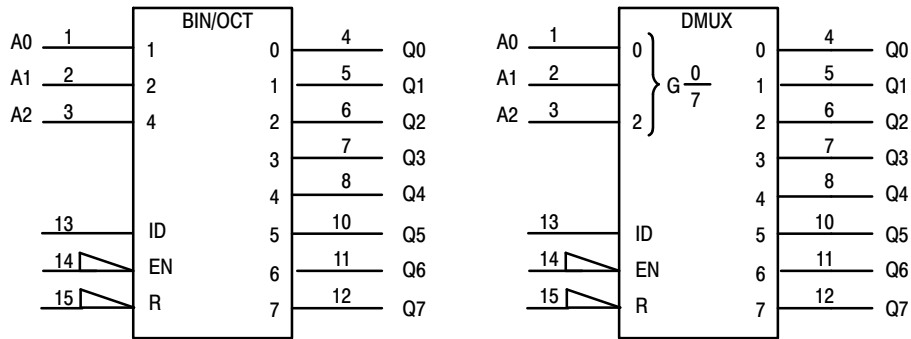 BIN/OCT
A0 1 1 0 4 Q0
A1 2 2 1 5 Q1
A2 3 4 2 6 Q2
3 7 Q3
4 8 Q4
13 ID 5 10 Q5
14 EN 6 11 Q6
15 R 7 12 Q7
DMUX
A0 1 0 0 4 Q0
A1 2 G 0/7 1 5 Q1
A2 3 2 2 6 Q2
3 7 Q3
4 8 Q4
13 ID 5 10 Q5
14 EN 6 11 Q6
15 R 7 12 Q7